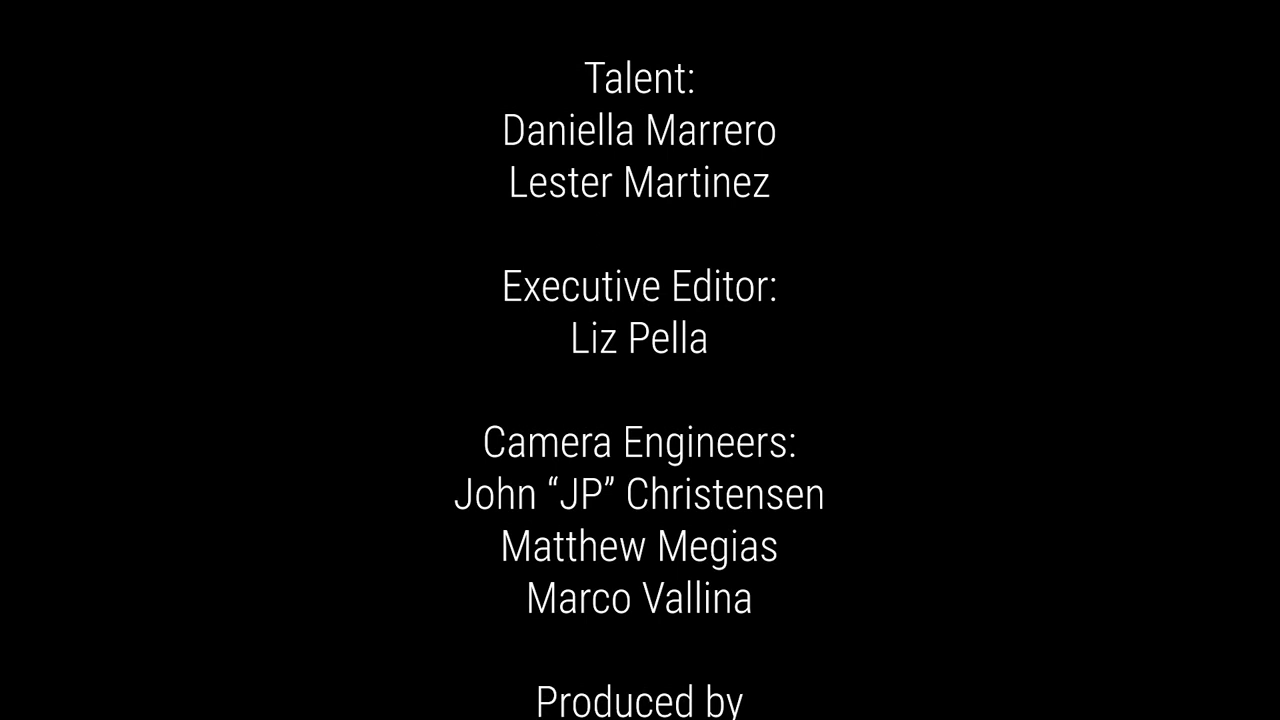 Talent:
Daniella Marrero
Lester Martinez
Executive Editor:
Liz Pella
Camera Engineers:
John “JP” Christensen
Matthew Megias
Marco Vallina
Produced by